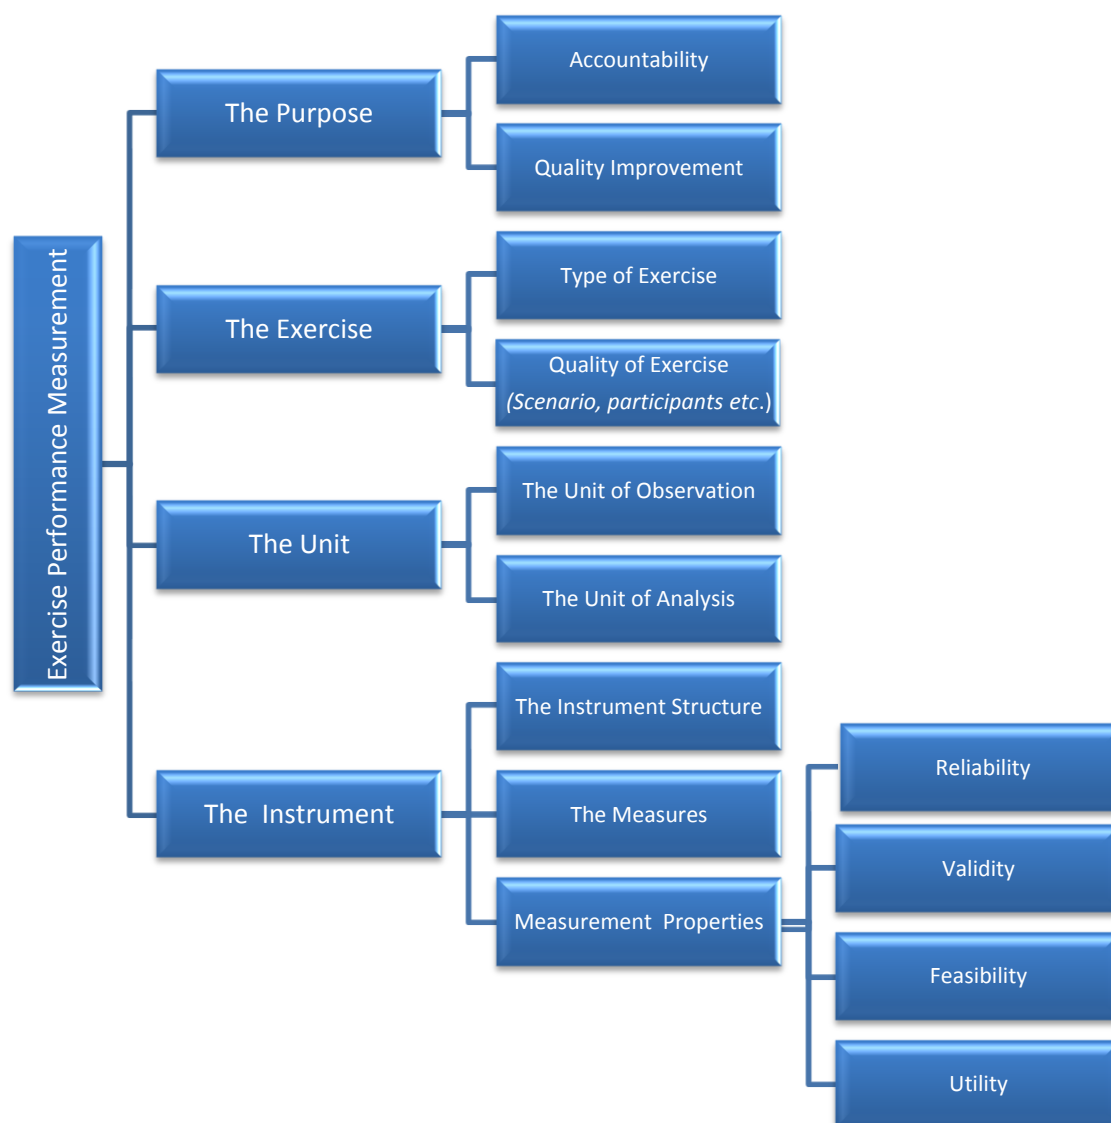 Exercise Performance Measurement
The Purpose
Accountability
Quality Improvement
The Exercise
Type of Exercise
Quality of Exercise
(Scenario, participants etc.)
The Unit
The Unit of Observation
The Unit of Analysis
The Instrument
The Instrument Structure
The Measures
Measurement Properties
Reliability
Validity
Feasibility
Utility